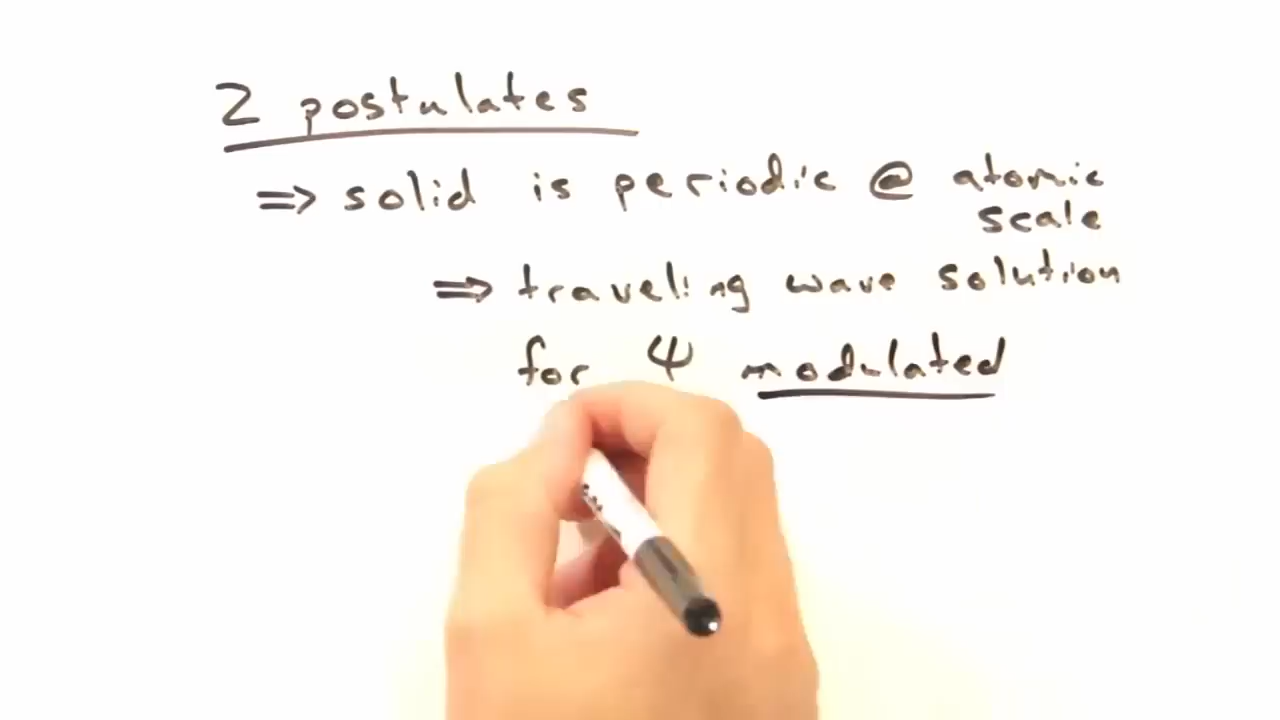 2 postulates
⇒ solid is periodic @ atomic
scale
⇒ traveling wave solution
for ψ modulated